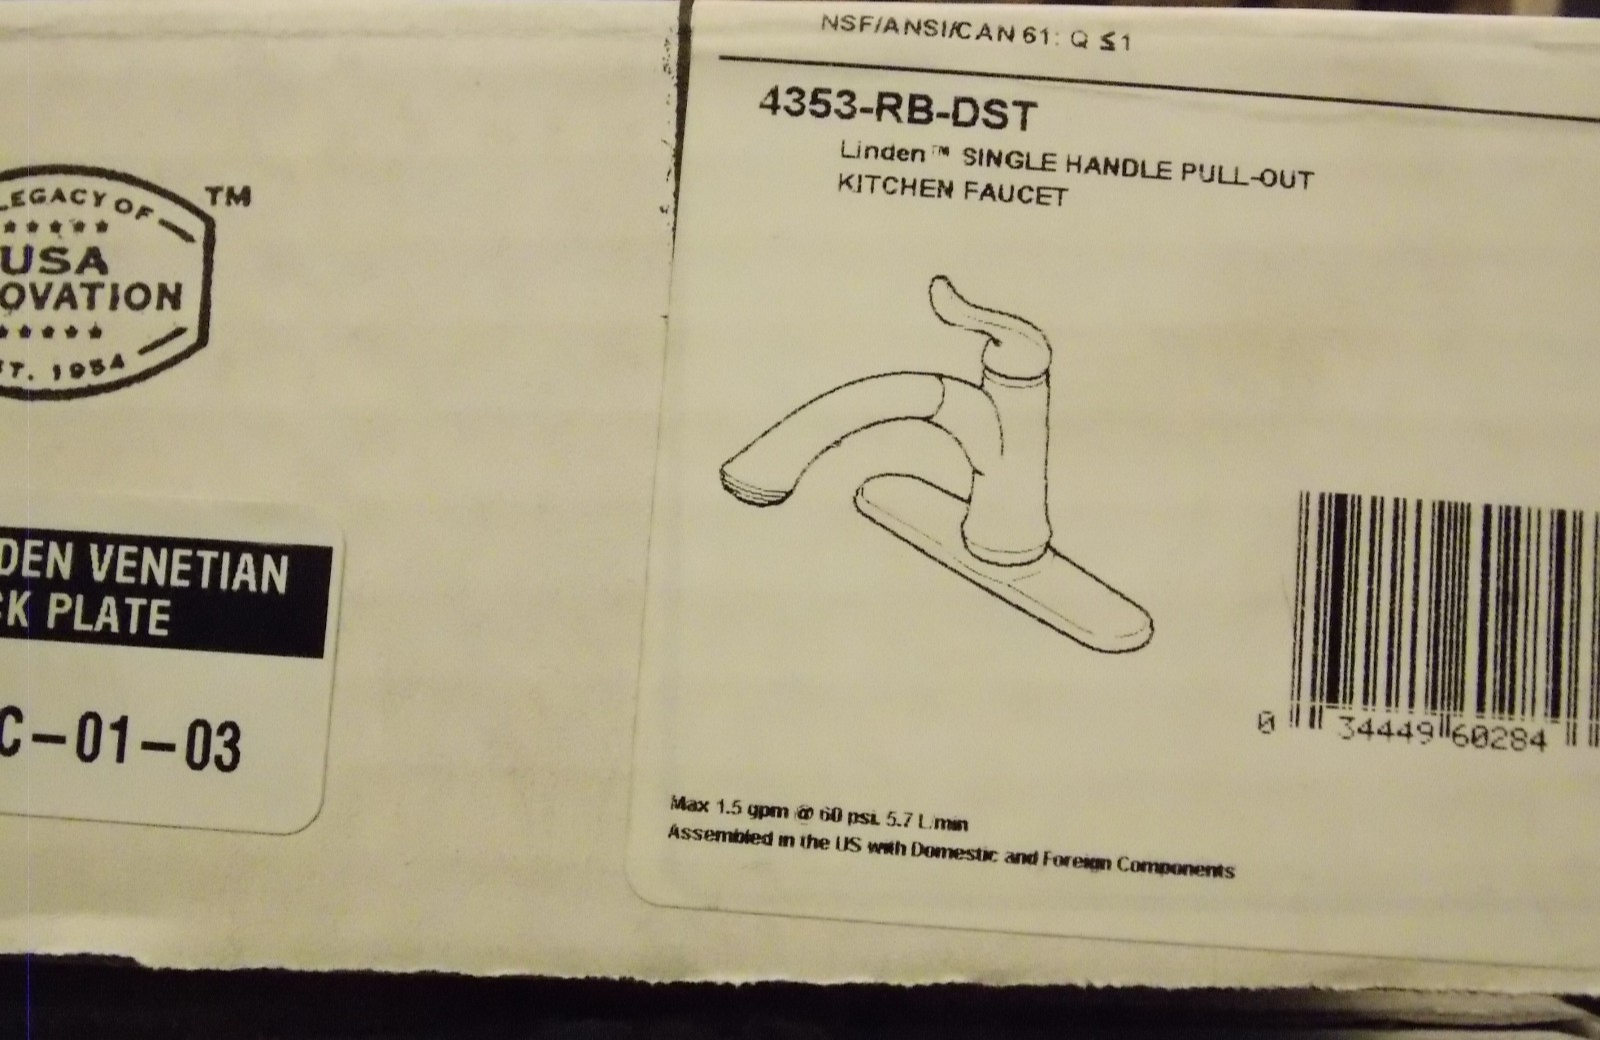 NSF/ANSI/CAN 61: Q ≤1
4353-RB-DST
Linden™ SINGLE HANDLE PULL-OUT
KITCHEN FAUCET
LEGACY OF
TM
USA
OVATION
T. 1954
DEN VENETIAN
CK PLATE
C-01-03
0 34449 60284
Max 1.5 gpm @ 60 psi. 5.7 L/min
Assembled in the US with Domestic and Foreign Components